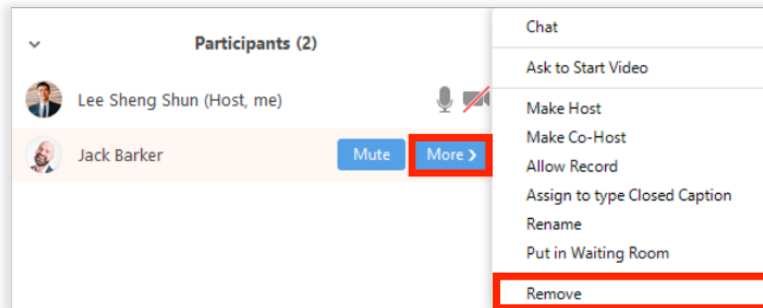 Participants (2)
Lee Sheng Shun (Host, me)
Jack Barker
Mute
More
Chat
Ask to Start Video
Make Host
Make Co-Host
Allow Record
Assign to type Closed Caption
Rename
Put in Waiting Room
Remove